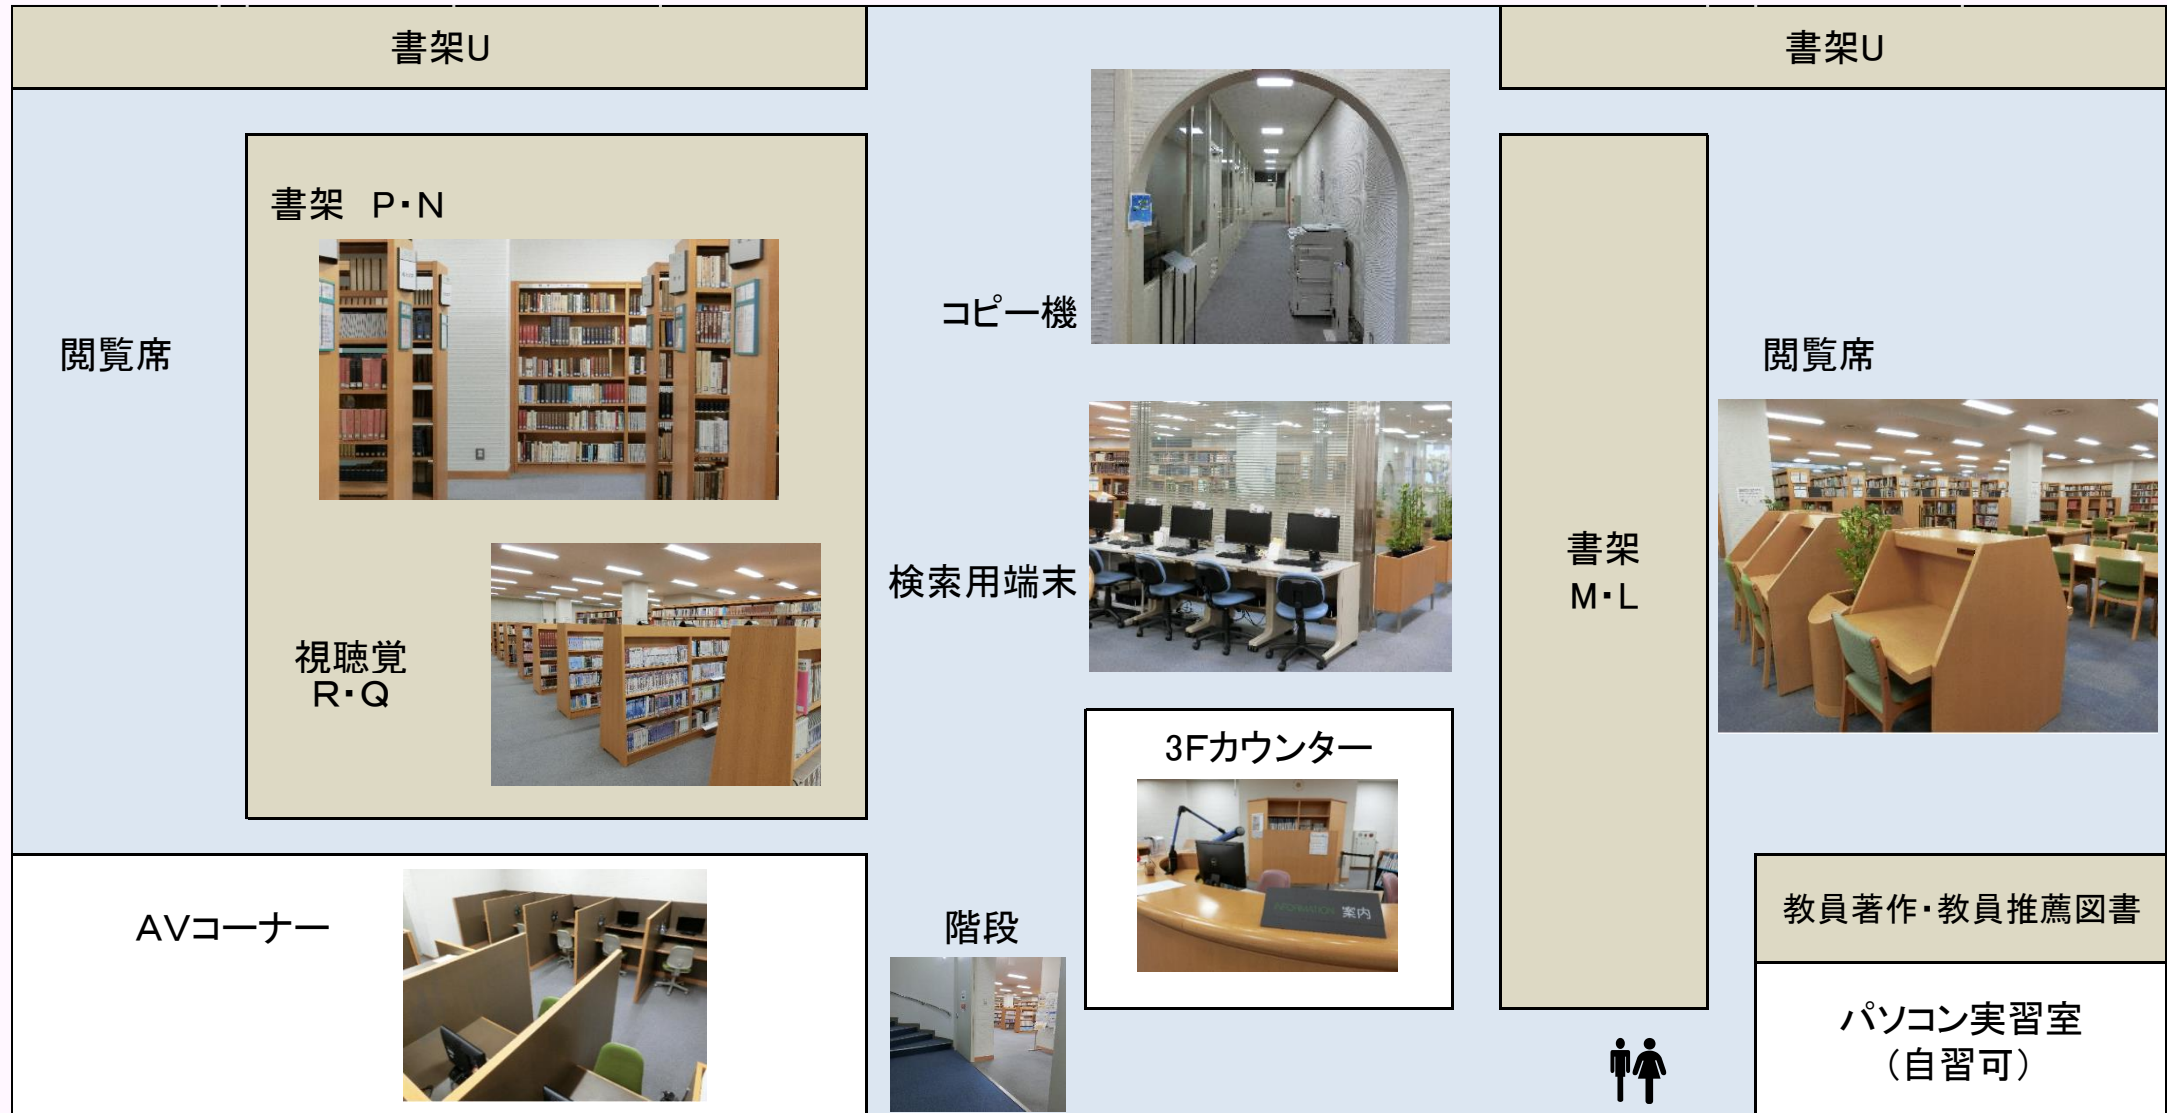 書架U
書架U
書架 P・N
コピー機
閲覧席
閲覧席
書架
M・L
検索用端末
視聴覚
R・Q
3Fカウンター
INFORMATION 案内
AVコーナー
階段
教員著作・教員推薦図書
パソコン実習室
（自習可）